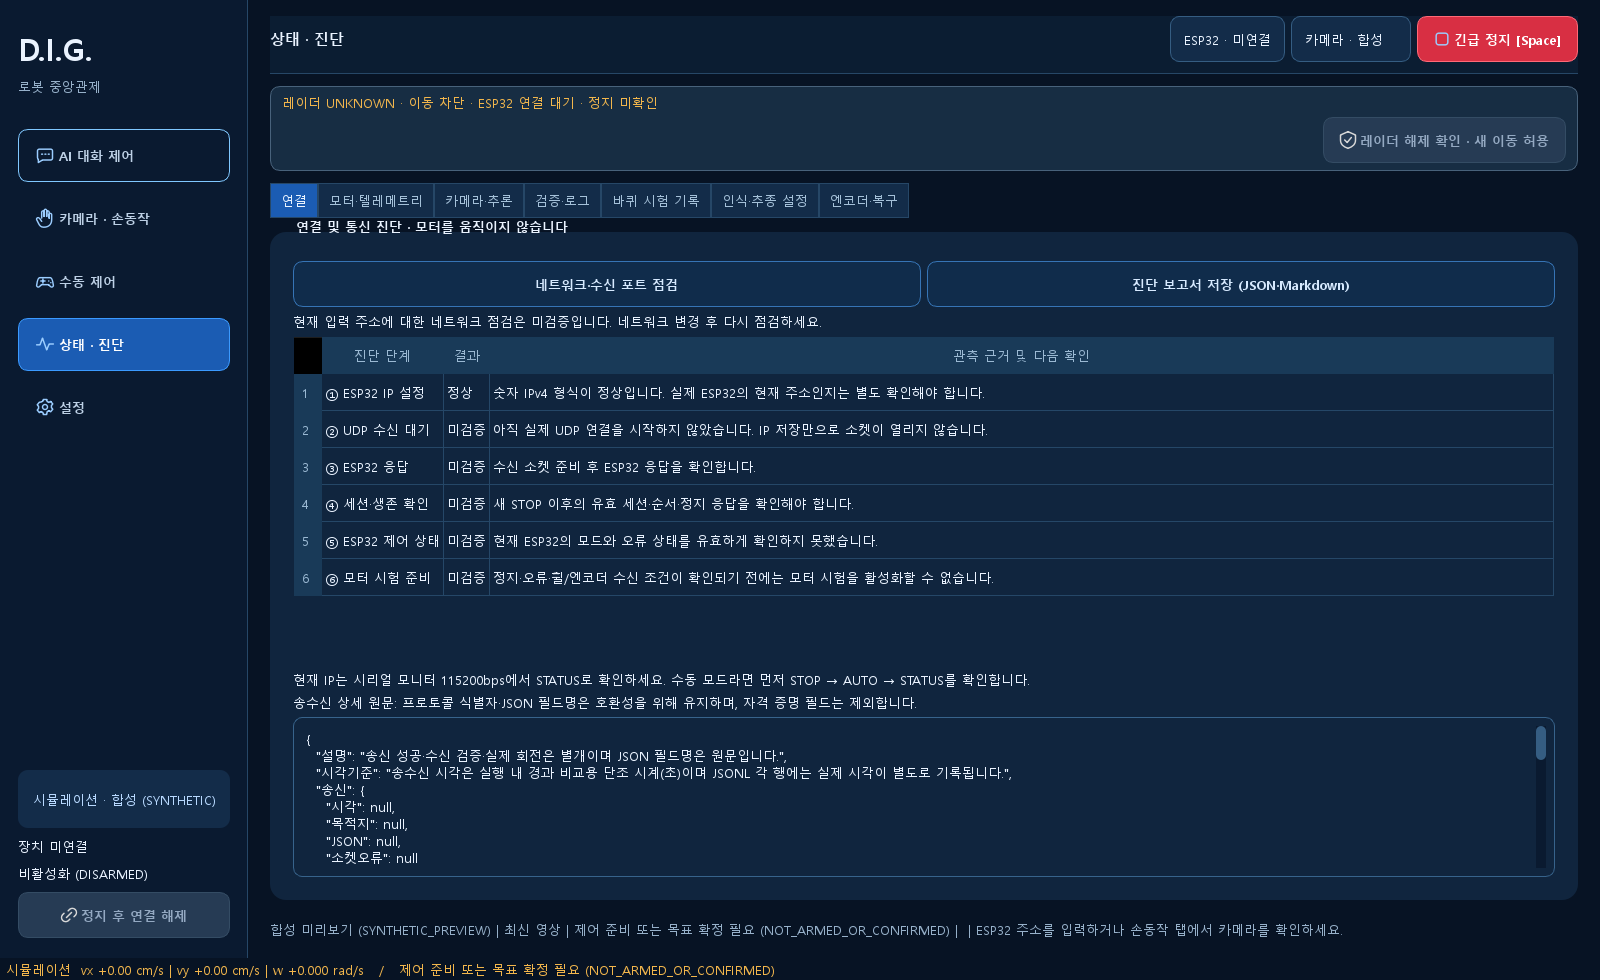 D.I.G.
로봇 중앙관제
AI 대화 제어
카메라 · 손동작
수동 제어
상태 · 진단
설정
시뮬레이션 · 합성 (SYNTHETIC)
장치 미연결
비활성화 (DISARMED)
정지 후 연결 해제
상태 · 진단
ESP32 · 미연결
카메라 · 합성
긴급 정지 [Space]
레이더 UNKNOWN · 이동 차단 · ESP32 연결 대기 · 정지 미확인
레이더 해제 확인 · 새 이동 허용
연결
모터·텔레메트리
카메라·추론
검증·로그
바퀴 시험 기록
인식·추종 설정
엔코더·복구
연결 및 통신 진단 · 모터를 움직이지 않습니다
네트워크·수신 포트 점검
진단 보고서 저장 (JSON·Markdown)
현재 입력 주소에 대한 네트워크 점검은 미검증입니다. 네트워크 변경 후 다시 점검하세요.
진단 단계 결과 관측 근거 및 다음 확인
1 ① ESP32 IP 설정 정상 숫자 IPv4 형식이 정상입니다. 실제 ESP32의 현재 주소인지는 별도 확인해야 합니다.
2 ② UDP 수신 대기 미검증 아직 실제 UDP 연결을 시작하지 않았습니다. IP 저장만으로 소켓이 열리지 않습니다.
3 ③ ESP32 응답 미검증 수신 소켓 준비 후 ESP32 응답을 확인합니다.
4 ④ 세션·생존 확인 미검증 새 STOP 이후의 유효 세션·순서·정지 응답을 확인해야 합니다.
5 ⑤ ESP32 제어 상태 미검증 현재 ESP32의 모드와 오류 상태를 유효하게 확인하지 못했습니다.
6 ⑥ 모터 시험 준비 미검증 정지·오류·휠/엔코더 수신 조건이 확인되기 전에는 모터 시험을 활성화할 수 없습니다.
현재 IP는 시리얼 모니터 115200bps에서 STATUS로 확인하세요. 수동 모드라면 먼저 STOP → AUTO → STATUS를 확인합니다.
송수신 상세 원문: 프로토콜 식별자·JSON 필드명은 호환성을 위해 유지하며, 자격 증명 필드는 제외합니다.
{
"설명": "송신 성공·수신 검증·실제 회전은 별개이며 JSON 필드명은 원문입니다.",
"시각기준": "송수신 시각은 실행 내 경과 비교용 단조 시계(초)이며 JSONL 각 행에는 실제 시각이 별도로 기록됩니다.",
"송신": {
"시각": null,
"목적지": null,
"JSON": null,
"소켓오류": null
합성 미리보기 (SYNTHETIC_PREVIEW) | 최신 영상 | 제어 준비 또는 목표 확정 필요 (NOT_ARMED_OR_CONFIRMED) | | ESP32 주소를 입력하거나 손동작 탭에서 카메라를 확인하세요.
시뮬레이션 vx +0.00 cm/s | vy +0.00 cm/s | w +0.000 rad/s / 제어 준비 또는 목표 확정 필요 (NOT_ARMED_OR_CONFIRMED)